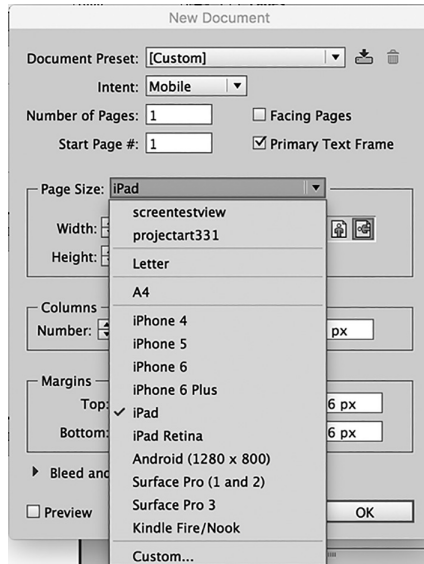 New Document
Document Preset: [Custom]
Intent: Mobile
Number of Pages: 1 Facing Pages
Start Page #: 1 Primary Text Frame
Page Size: iPad
screentestview
Width: projectart331
Height: Letter
A4
Columns
iPhone 4
Number: iPhone 5 px
iPhone 6
Margins iPhone 6 Plus
Top: iPad 6 px
Bottom: iPad Retina 6 px
Android (1280 x 800)
Bleed and Surface Pro (1 and 2)
Preview Surface Pro 3 OK
Kindle Fire/Nook
Custom...